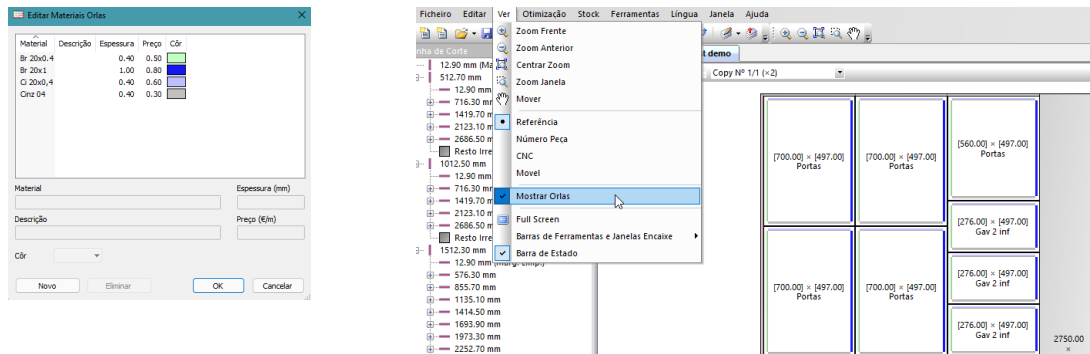 Editar Materiais Orlas
Material Descrição Espessura Preço Côr
Br 20x0.4 0.40 0.50
Br 20x1 1.00 0.80
Ci 20x0,4 0.40 0.60
Cinz 04 0.40 0.30
Material Espessura (mm)
Descrição Preço (€/m)
Côr
Novo Eliminar OK Cancelar
Ficheiro Editar Ver Otimização Stock Ferramentas Língua Janela Ajuda
nha de Corte
t demo
Copy Nº 1/1 (×2)
12.90 mm (Ma
512.70 mm
12.90 mm
716.30 mm
1419.70 m
2123.10 m
2686.50 m
Resto Irre
1012.50 mm
12.90 mm
716.30 mm
1419.70 m
2123.10 m
2686.50 m
Resto Irre
1512.30 mm
12.90 mm
576.30 mm
855.70 mm
1135.10 mm
1414.50 mm
1693.90 mm
1973.30 mm
2252.70 mm
Zoom Frente
Zoom Anterior
Centrar Zoom
Zoom Janela
Mover
Referência
Número Peça
CNC
Movel
Mostrar Orlas
Full Screen
Barras de Ferramentas e Janelas Encaixe
Barra de Estado
[700.00] × [497.00]
Portas
[700.00] × [497.00]
Portas
[560.00] × [497.00]
Portas
[276.00] × [497.00]
Gav 2 inf
[700.00] × [497.00]
Portas
[700.00] × [497.00]
Portas
[276.00] × [497.00]
Gav 2 inf
[276.00] × [497.00]
Gav 2 inf
2750.00
×